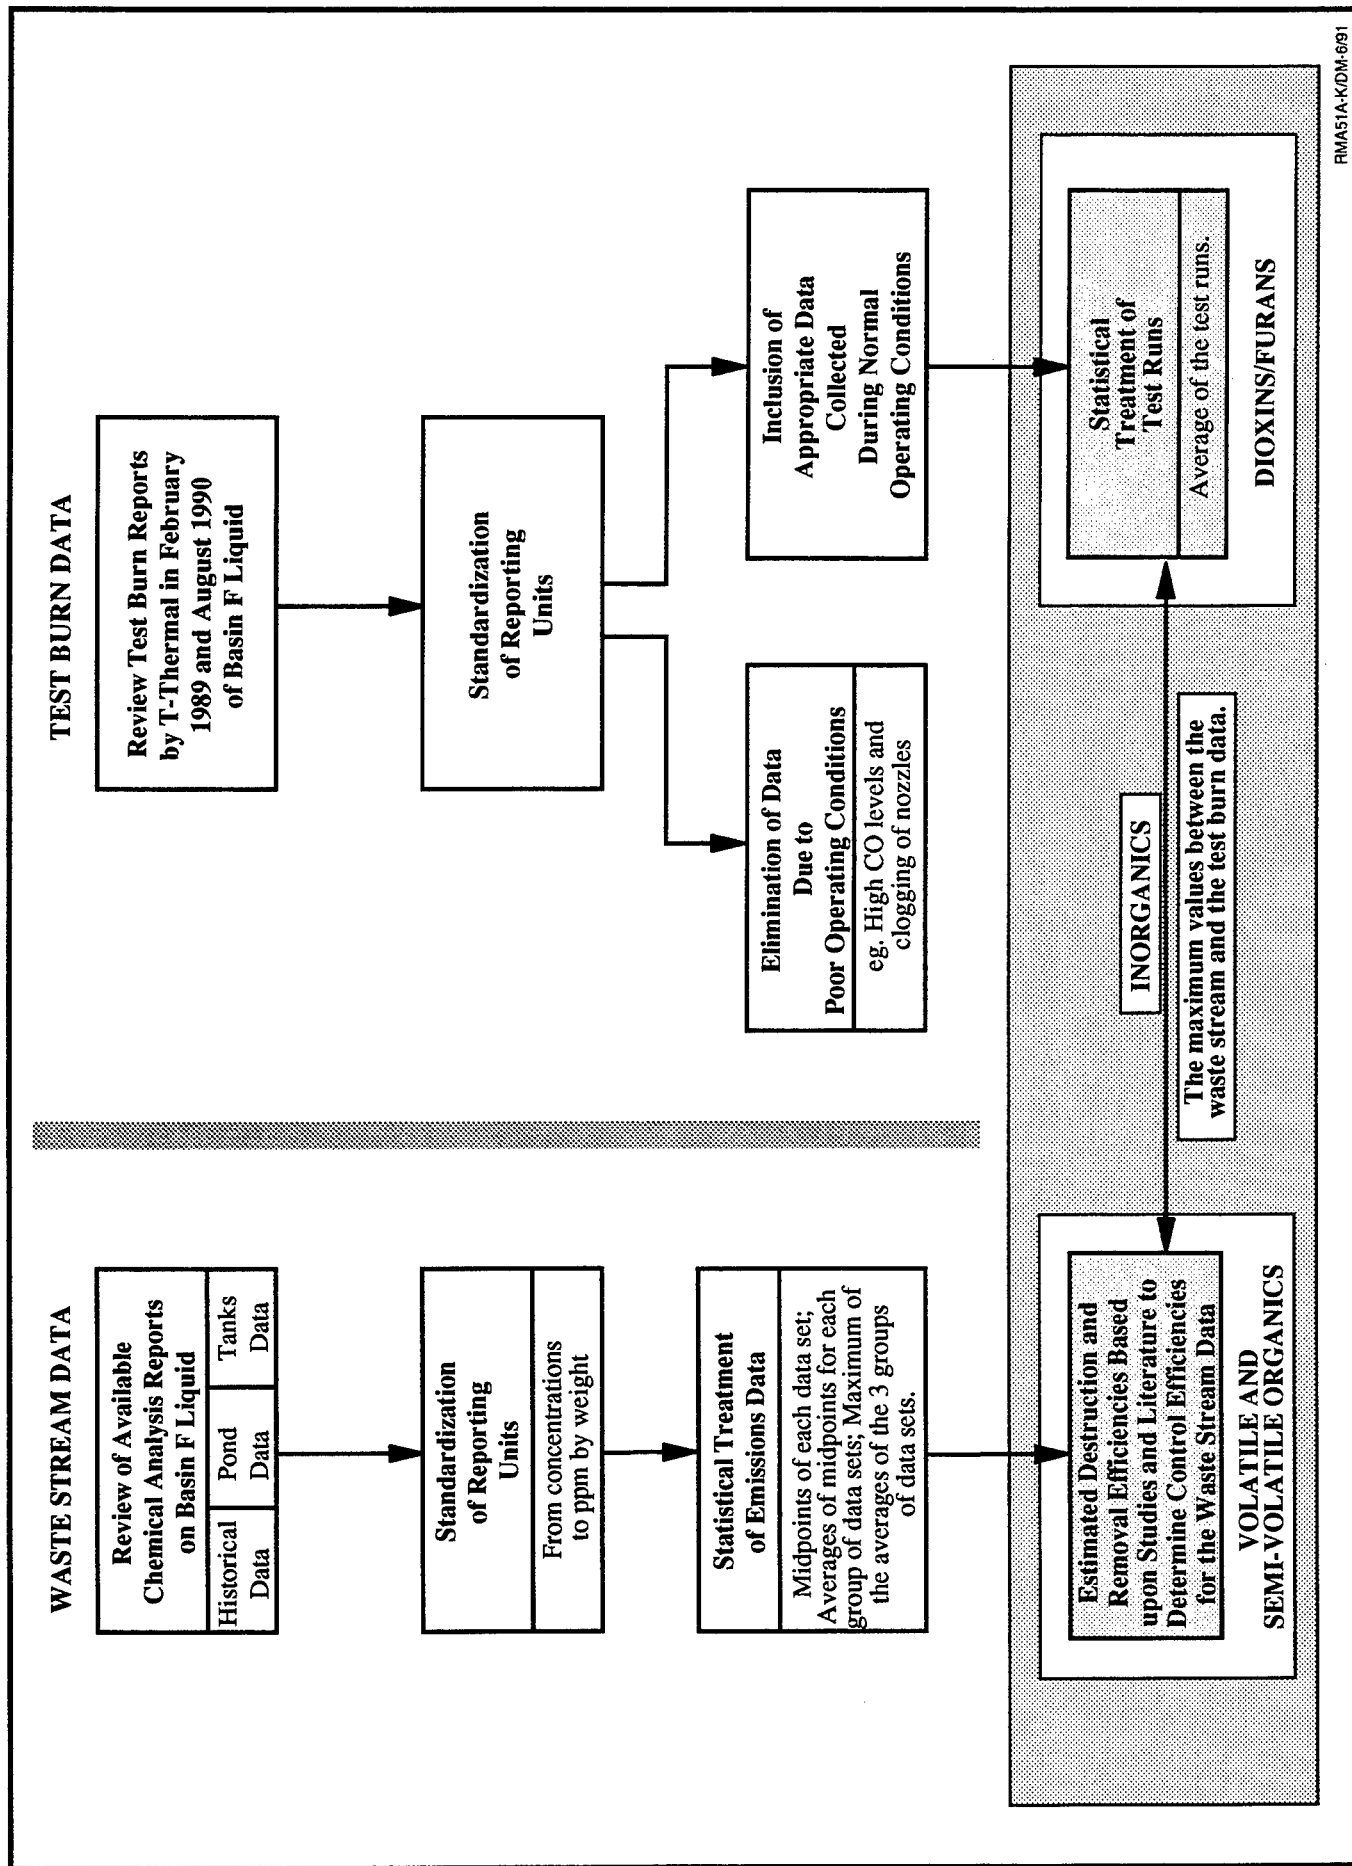 WASTE STREAM DATA
Review of Available
Chemical Analysis Reports
on Basin F Liquid
Historical
Data
Pond
Data
Tanks
Data
Standardization
of Reporting
Units
From concentrations
to ppm by weight
Statistical Treatment
of Emissions Data
Midpoints of each data set;
Averages of midpoints for each
group of data sets; Maximum of
the averages of the 3 groups
of data sets.
Estimated Destruction and
Removal Efficiencies Based
upon Studies and Literature to
Determine Control Efficiencies
for the Waste Stream Data
VOLATILE AND
SEMI-VOLATILE ORGANICS
TEST BURN DATA
Review Test Burn Reports
by T-Thermal in February
1989 and August 1990
of Basin F Liquid
Standardization
of Reporting
Units
Elimination of Data
Due to
Poor Operating Conditions
eg. High CO levels and
clogging of nozzles
Inclusion of
Appropriate Data
Collected
During Normal
Operating Conditions
INORGANICS
The maximum values between the
waste stream and the test burn data.
Statistical
Treatment of
Test Runs
Average of the test runs.
DIOXINS/FURANS
RMA51A-K/DM-6/91